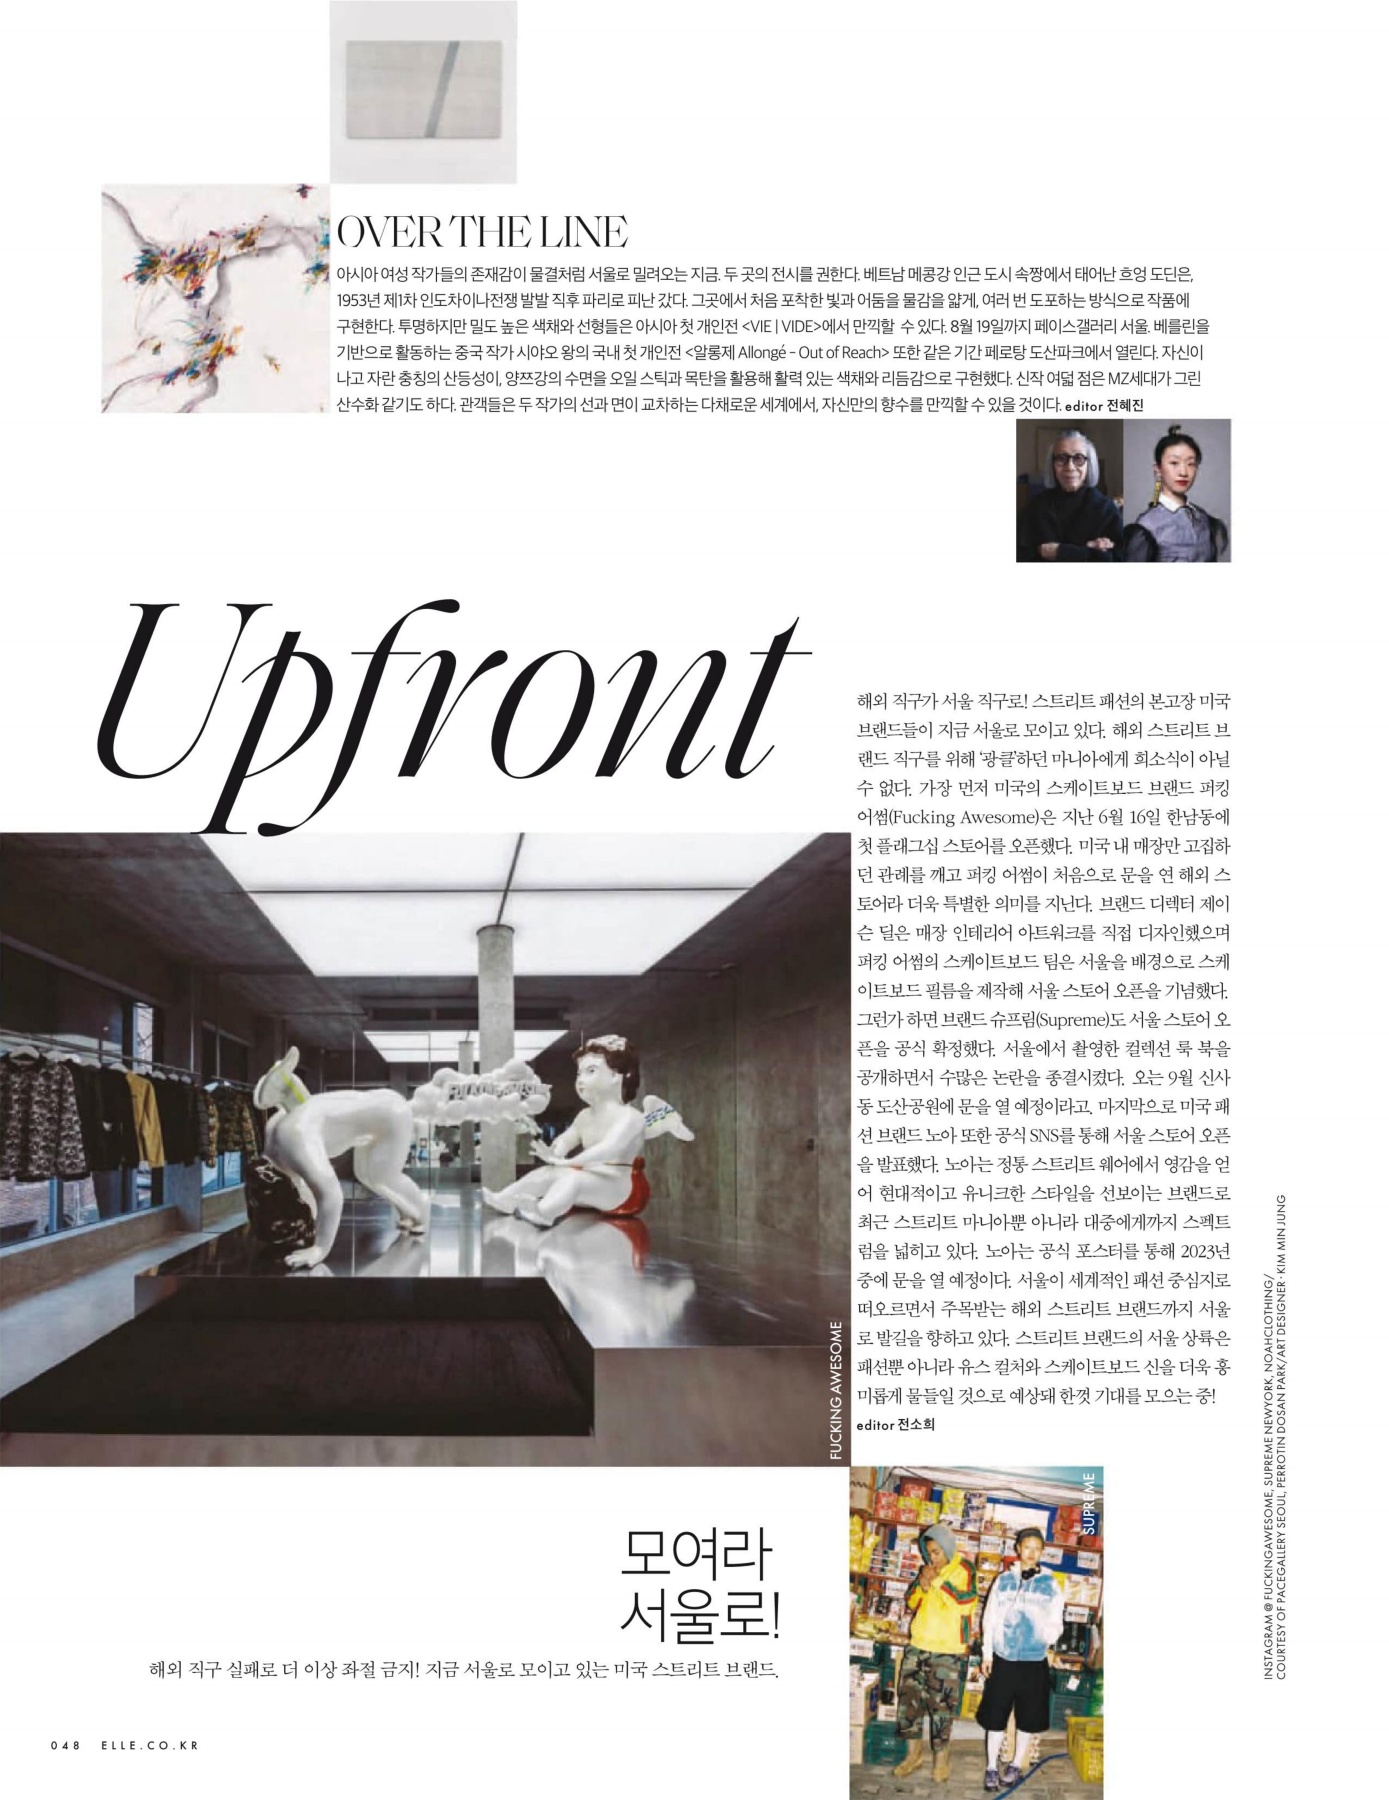 OVER THE LINE
아시아 여성 작가들의 존재감이 물결처럼 서울로 밀려오는 지금. 두 곳의 전시를 권한다. 베트남 메콩강 인근 도시 속짱에서 태어난 흐엉 도딘은,
1953년 제1차 인도차이나전쟁 발발 직후 파리로 피난 갔다. 그곳에서 처음 포착한 빛과 어둠을 물감을 얇게, 여러 번 도포하는 방식으로 작품에
구현한다. 투명하지만 밀도 높은 색채와 선형들은 아시아 첫 개인전 <VIE | VIDE>에서 만끽할 수 있다. 8월 19일까지 페이스갤러리 서울. 베를린을
기반으로 활동하는 중국 작가 시야오 왕의 국내 첫 개인전 <알롱제 Allongé – Out of Reach> 또한 같은 기간 페로탕 도산파크에서 열린다. 자신이
나고 자란 충칭의 산등성이, 양쯔강의 수면을 오일 스틱과 목탄을 활용해 활력 있는 색채와 리듬감으로 구현했다. 신작 여덟 점은 MZ세대가 그린
산수화 같기도 하다. 관객들은 두 작가의 선과 면이 교차하는 다채로운 세계에서, 자신만의 향수를 만끽할 수 있을 것이다. editor 전혜진
Upfront
해외 직구가 서울 직구로! 스트리트 패션의 본고장 미국
브랜드들이 지금 서울로 모이고 있다. 해외 스트리트 브
랜드 직구를 위해 '광클'하던 마니아에게 희소식이 아닐
수 없다. 가장 먼저 미국의 스케이트보드 브랜드 퍼킹
어썸(Fucking Awesome)은 지난 6월 16일 한남동에
첫 플래그십 스토어를 오픈했다. 미국 내 매장만 고집하
던 관례를 깨고 퍼킹 어썸이 처음으로 문을 연 해외 스
토어라 더욱 특별한 의미를 지닌다. 브랜드 디렉터 제이
슨 딜은 매장 인테리어 아트워크를 직접 디자인했으며
퍼킹 어썸의 스케이트보드 팀은 서울을 배경으로 스케
이트보드 필름을 제작해 서울 스토어 오픈을 기념했다.
그런가 하면 브랜드 슈프림(Supreme)도 서울 스토어 오
픈을 공식 확정했다. 서울에서 촬영한 컬렉션 룩 북을
공개하면서 수많은 논란을 종결시켰다. 오는 9월 신사
동 도산공원에 문을 열 예정이라고. 마지막으로 미국 패
션 브랜드 노아 또한 공식 SNS를 통해 서울 스토어 오픈
을 발표했다. 노아는 정통 스트리트 웨어에서 영감을 얻
어 현대적이고 유니크한 스타일을 선보이는 브랜드로
최근 스트리트 마니아뿐 아니라 대중에게까지 스펙트
럼을 넓히고 있다. 노아는 공식 포스터를 통해 2023년
중에 문을 열 예정이다. 서울이 세계적인 패션 중심지로
떠오르면서 주목받는 해외 스트리트 브랜드까지 서울
로 발길을 향하고 있다. 스트리트 브랜드의 서울 상륙은
패션뿐 아니라 유스 컬처와 스케이트보드 신을 더욱 흥
미롭게 물들일 것으로 예상돼 한껏 기대를 모으는 중!
editor 전소희
FUCKING AWESOME
FUCKING AWESOME
SUPREME
모여라
서울로!
해외 직구 실패로 더 이상 좌절 금지! 지금 서울로 모이고 있는 미국 스트리트 브랜드.
INSTAGRAM @ FUCKINGAWESOME, SUPREME NEWYORK, NOAHCLOTHING/
COURTESY OF PACEGALLERY SEOUL, PERROTIN DOSAN PARK/ART DESIGNER·KIM MIN JUNG
048 ELLE.CO.KR